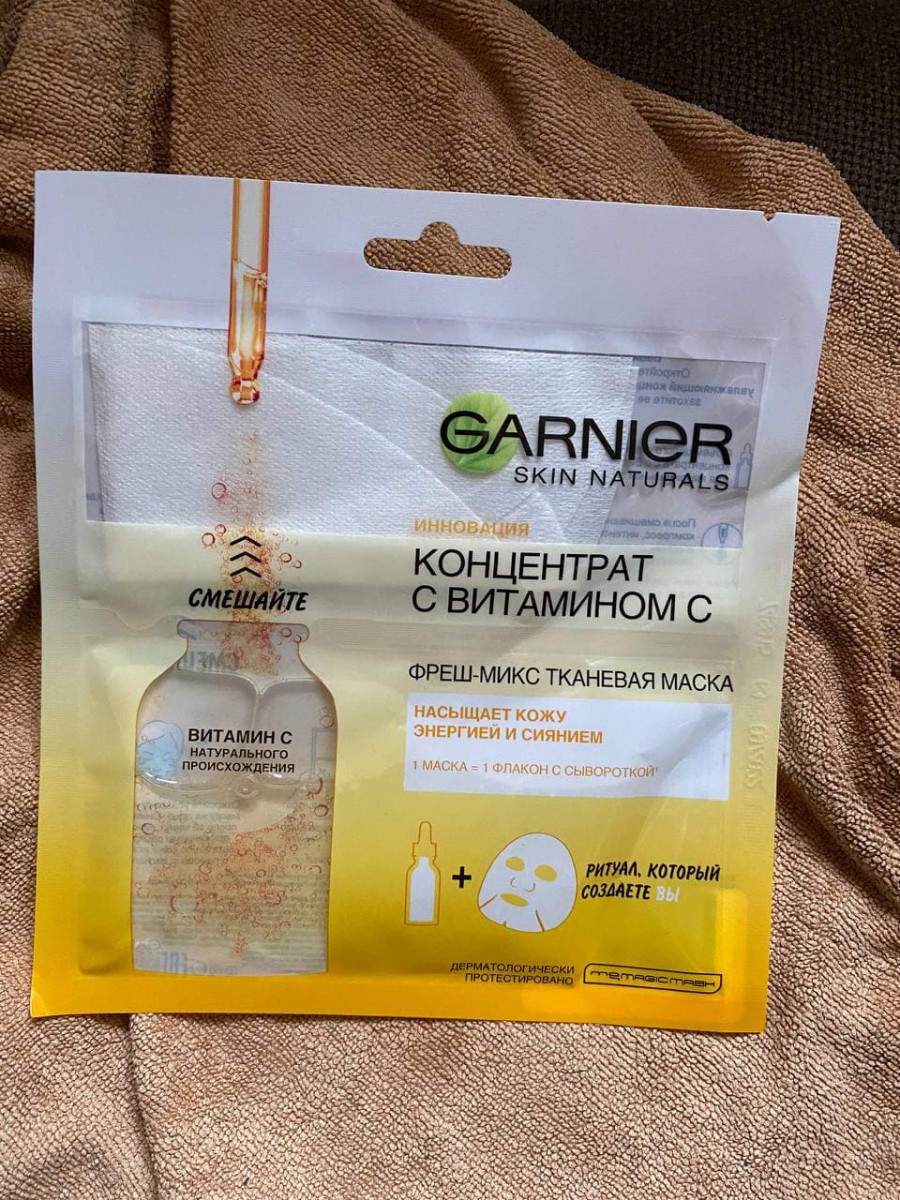 GARNIER
SKIN NATURALS
ИННОВАЦИЯ
КОНЦЕНТРАТ
С ВИТАМИНОМ С
СМЕШАЙТЕ
ФРЕШ-МИКС ТКАНЕВАЯ МАСКА
НАСЫЩАЕТ КОЖУ
ЭНЕРГИЕЙ И СИЯНИЕМ
1 МАСКА = 1 ФЛАКОН С СЫВОРОТКОЙ¹
ВИТАМИН С
НАТУРАЛЬНОГО
ПРОИСХОЖДЕНИЯ
+
РИТУАЛ, КОТОРЫЙ
СОЗДАЕТЕ ВЫ
ДЕРМАТОЛОГИЧЕСКИ
ПРОТЕСТИРОВАНО